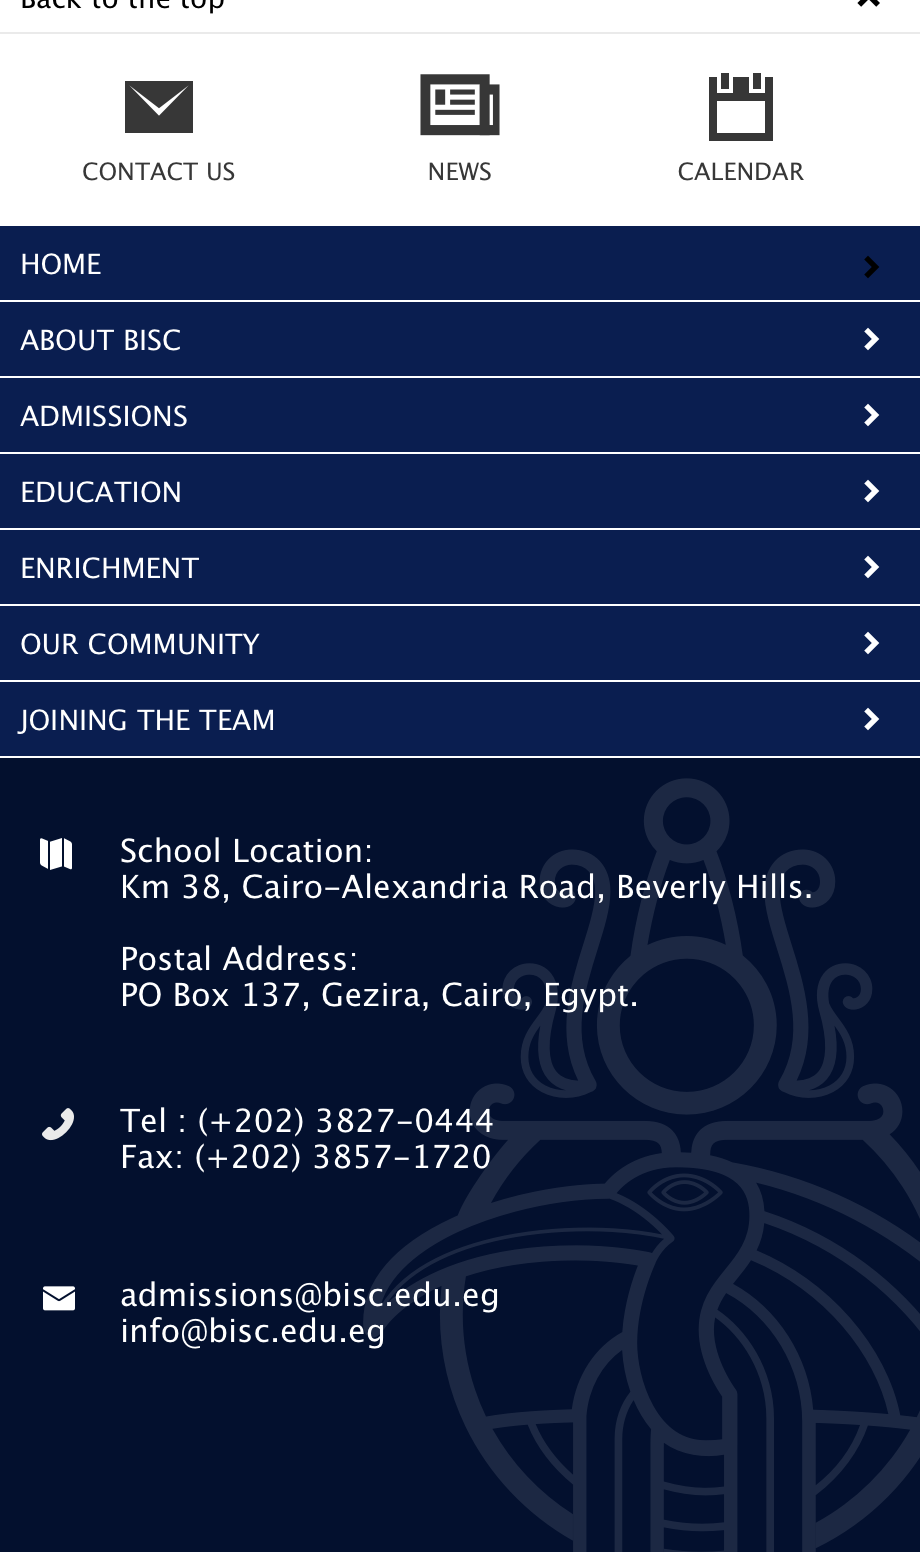 Back to the top
CONTACT US
NEWS
CALENDAR
HOME
ABOUT BISC
ADMISSIONS
EDUCATION
ENRICHMENT
OUR COMMUNITY
JOINING THE TEAM
School Location:
Km 38, Cairo-Alexandria Road, Beverly Hills.
Postal Address:
PO Box 137, Gezira, Cairo, Egypt.
Tel : (+202) 3827-0444
Fax: (+202) 3857-1720
admissions@bisc.edu.eg
info@bisc.edu.eg